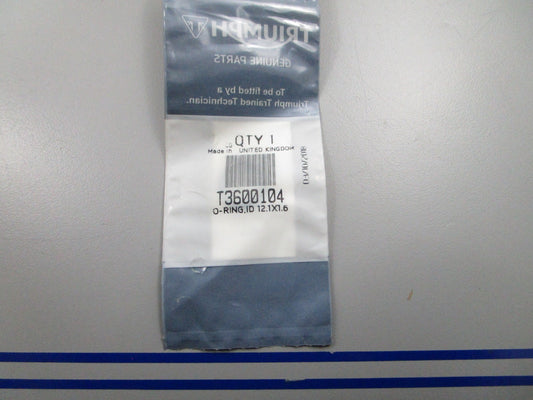 TRIUMPH
GENUINE PARTS
To be fitted by a
Triumph Trained Technician.
QTY 1
Made in UNITED KINGDOM
T3600104
O-RING,ID 12.1X1.6